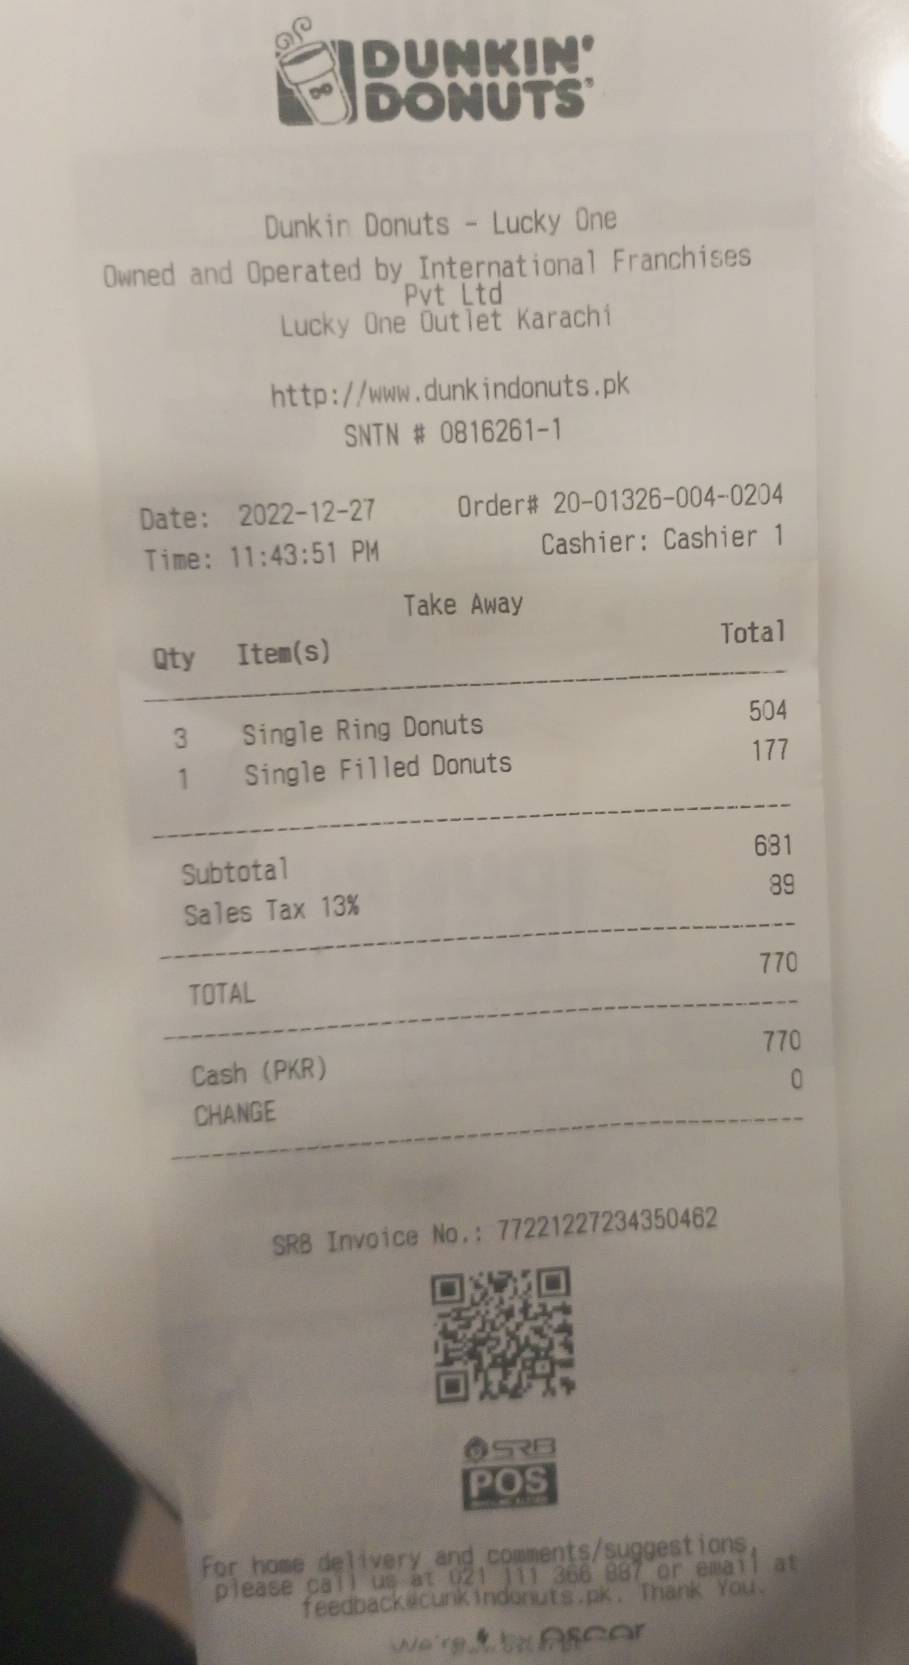 DUNKIN'
DONUTS
Dunkin Donuts - Lucky One
Owned and Operated by International Franchises
Pvt Ltd
Lucky One Outlet Karachi
http://www.dunkindonuts.pk
SNTN # 0816261-1
Date: 2022-12-27 Order# 20-01326-004-0204
Time: 11:43:51 PM Cashier: Cashier 1
Take Away
Qty Item(s) Total
3 Single Ring Donuts 504
1 Single Filled Donuts 177
Subtotal 681
Sales Tax 13% 89
TOTAL 770
Cash (PKR) 770
CHANGE 0
SRB Invoice No.: 77221227234350462
SRB
POS
For home delivery and comments/suggestions,
please call us at 021 111 366 887 or email at
feedback@dunkindonuts.pk. Thank You.
We're by Ascar